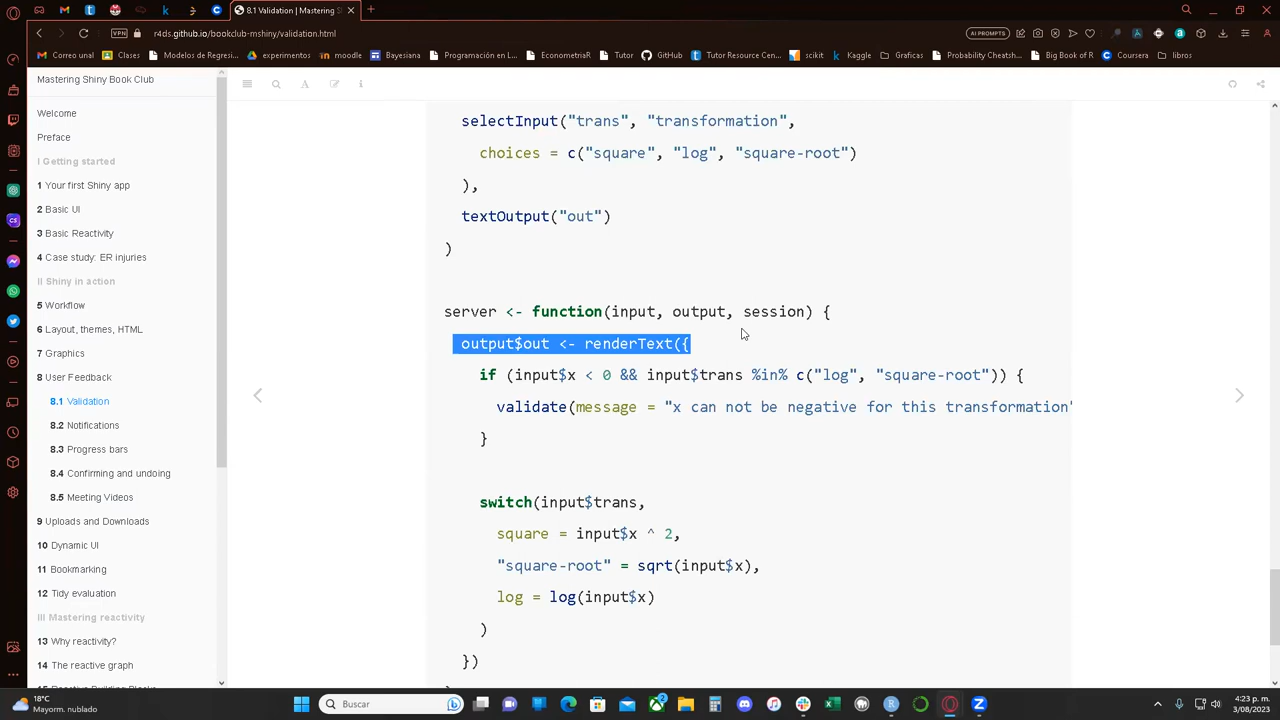 8.1 Validation | Mastering S
VPN
r4ds.github.io/bookclub-mshiny/validation.html
AI PROMPTS
Correo unal
Clases
Modelos de Regresi...
experimentos
moodle
Bayesiana
Programación en L...
EconometriaR
Tutor
GitHub
Tutor Resource Cen...
scikit
Kaggle
Graficas
Probability Cheatsh...
Big Book of R
Coursera
Otros marcadores
Mastering Shiny Book Club
Welcome
Preface
I Getting started
1 Your first Shiny app
2 Basic UI
3 Basic Reactivity
4 Case study: ER injuries
II Shiny in action
5 Workflow
6 Layout, themes, HTML
7 Graphics
8 User Feedback
8.1 Validation
8.2 Notifications
8.3 Progress bars
8.4 Confirming and undoing
8.5 Meeting Videos
9 Uploads and Downloads
10 Dynamic UI
11 Bookmarking
12 Tidy evaluation
III Mastering reactivity
13 Why reactivity?
14 The reactive graph
selectInput("trans", "transformation",
choices = c("square", "log", "square-root")
),
textOutput("out")
)
server <- function(input, output, session) {
output$out <- renderText({
if (input$x < 0 && input$trans %in% c("log", "square-root")) {
validate(message = "x can not be negative for this transformation"
}
switch(input$trans,
square = input$x ^ 2,
"square-root" = sqrt(input$x),
log = log(input$x)
)
})
18°C
Mayorm. nublado
Buscar
4:23 p. m.
3/08/2023